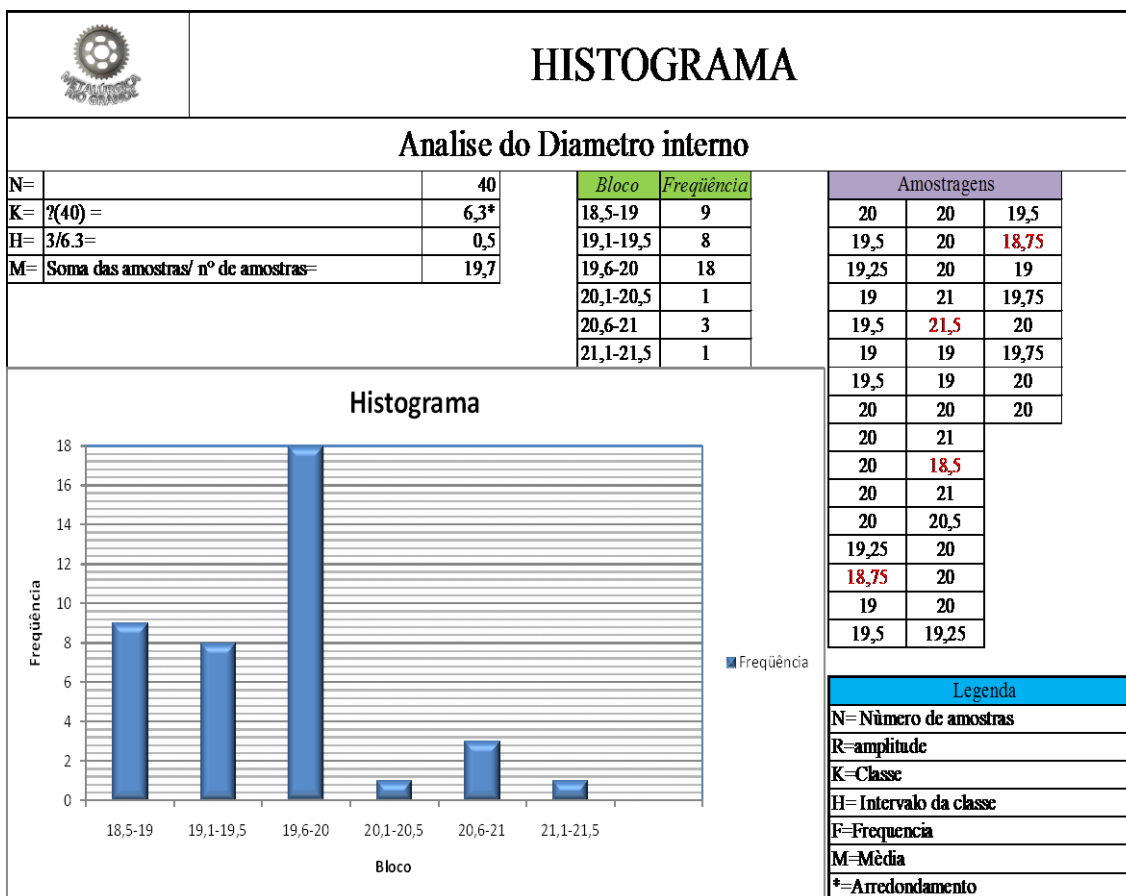 METALÚRGICA
RIO GRANDE
HISTOGRAMA
Analise do Diametro interno
N= 40
K= ?(40) = 6,3*
H= 3/6.3= 0,5
M= Soma das amostras/ nº de amostras= 19,7
Bloco Freqüência
18,5-19 9
19,1-19,5 8
19,6-20 18
20,1-20,5 1
20,6-21 3
21,1-21,5 1
Amostragens
20 20 19,5
19,5 20 18,75
19,25 20 19
19 21 19,75
19,5 21,5 20
19 19 19,75
19,5 19 20
20 20 20
20 21
20 18,5
20 21
20 20,5
19,25 20
18,75 20
19 20
19,5 19,25
Histograma
Freqüência
18
16
14
12
10
8
6
4
2
0
18,5-19 19,1-19,5 19,6-20 20,1-20,5 20,6-21 21,1-21,5
Bloco
Freqüência
Legenda
N= Nùmero de amostras
R=amplitude
K=Classe
H= Intervalo da classe
F=Frequencia
M=Mèdia
*=Arredondamento